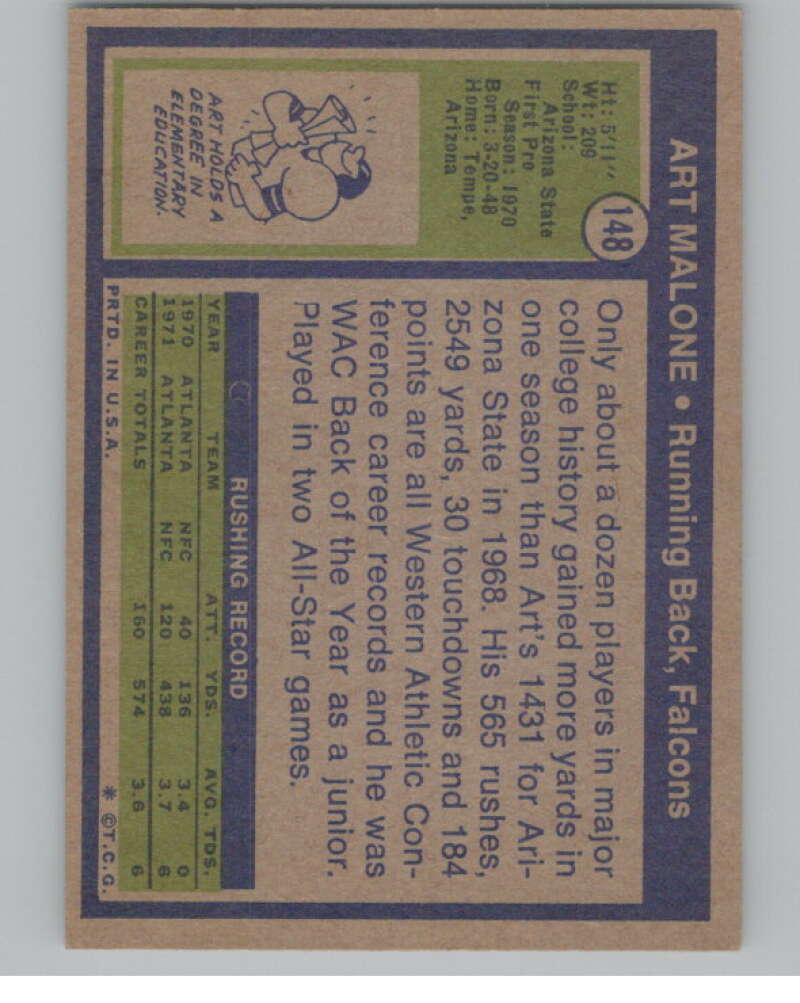 ART MALONE • Running Back, Falcons
148
Ht: 5'11"
Wt: 209
School:
Arizona State
First Pro
Season: 1970
Born: 3-20-48
Home: Tempe,
Arizona
ART HOLDS A
DEGREE IN
ELEMENTARY
EDUCATION.
Only about a dozen players in major
college history gained more yards in
one season than Art's 1431 for Ari-
zona State in 1968. His 565 rushes,
2549 yards, 30 touchdowns and 184
points are all Western Athletic Con-
ference career records and he was
WAC Back of the Year as a junior.
Played in two All-Star games.
RUSHING RECORD
YEAR TEAM ATT. YDS. AVG. TDS.
1970 ATLANTA NFC 40 136 3.4 0
1971 ATLANTA NFC 120 438 3.7 6
CAREER TOTALS 160 574 3.6 6
PRTD. IN U.S.A. * ©T.C.G.